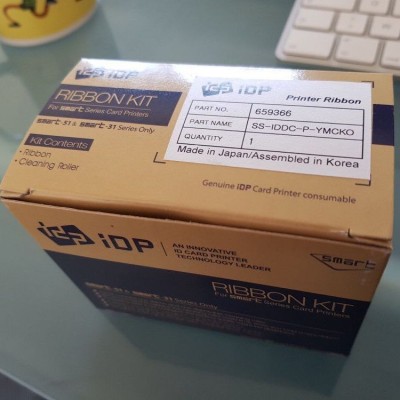 iDP
RIBBON KIT
For smart Series Card Printers
smart-31 & smart-51 Series Only
Kit Contents
- Ribbon
- Cleaning Roller
iDP Printer Ribbon
PART NO. 659366
PART NAME SS-IDDC-P-YMCKO
QUANTITY 1
Made in Japan/Assembled in Korea
Genuine iDP Card Printer consumable
iDP
AN INNOVATIVE
ID CARD PRINTER
TECHNOLOGY LEADER
smart
RIBBON KIT
For smart Series Card Printers
Series Only